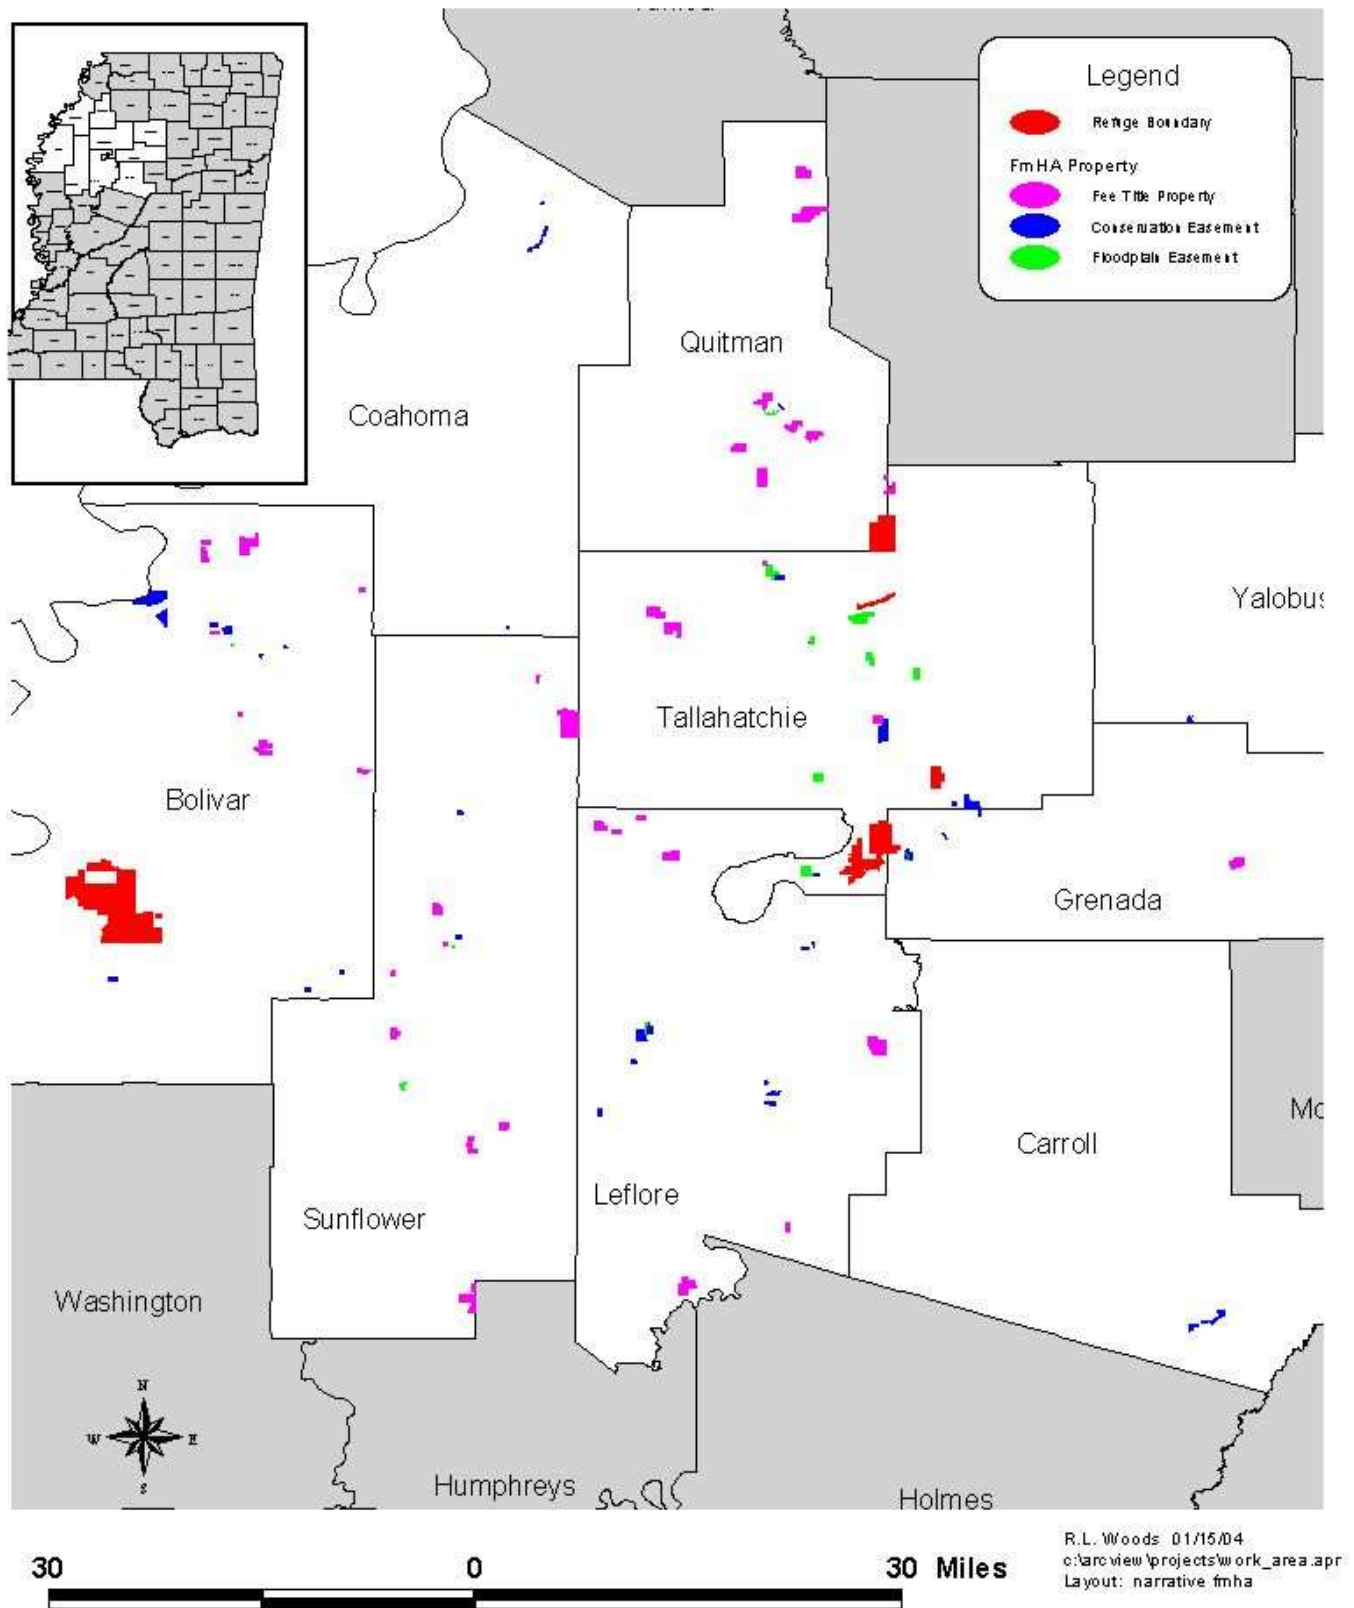 Legend
Refuge Boundary
FmHA Property
Fee Title Property
Conservation Easement
Floodplain Easement
Quitman
Coahoma
Yalobus
Tallahatchie
Bolivar
Grenada
Mo
Carroll
Leflore
Sunflower
Washington
N
W E
S
Humphreys
Holmes
30 0 30 Miles
R.L. Woods 01/15/04
c:\arcview\projects\work_area.apr
Layout: narrative fmha